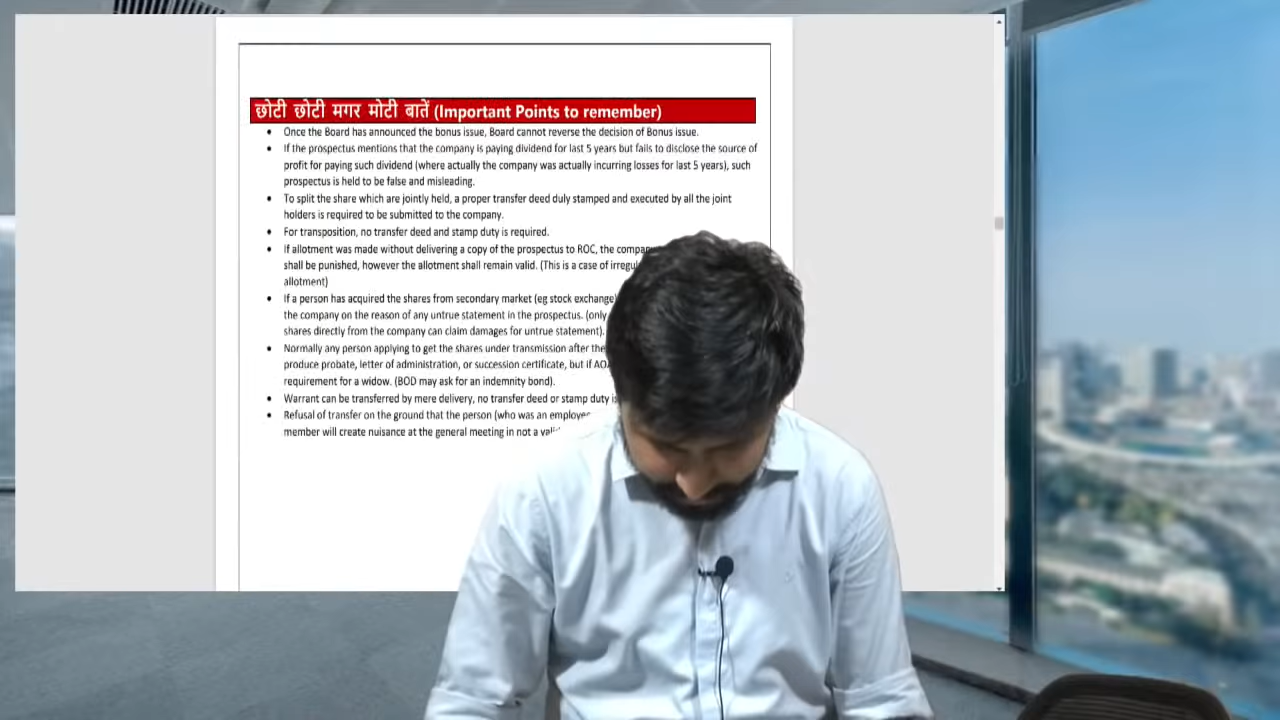 छोटी छोटी मगर मोटी बातें (Important Points to remember)
• Once the Board has announced the bonus issue, Board cannot reverse the decision of Bonus issue.
• If the prospectus mentions that the company is paying dividend for last 5 years but fails to disclose the source of
profit for paying such dividend (where actually the company was actually incurring losses for last 5 years), such
prospectus is held to be false and misleading.
• To split the share which are jointly held, a proper transfer deed duly stamped and executed by all the joint
holders is required to be submitted to the company.
• For transposition, no transfer deed and stamp duty is required.
• If allotment was made without delivering a copy of the prospectus to ROC, the
shall be punished, however the allotment shall remain valid. (This is a case of
allotment)
• If a person has acquired the shares from secondary market (eg stock exchange)
the company on the reason of any untrue statement in the prospectus. (only
shares directly from the company can claim damages for untrue statement).
• Normally any person applying to get the shares under transmission after the
produce probate, letter of administration, or succession certificate, but if
requirement for a widow. (BOD may ask for an indemnity bond).
• Warrant can be transferred by mere delivery, no transfer deed or stamp duty
• Refusal of transfer on the ground that the person (who was an
member will create nuisance at the general meeting in not a